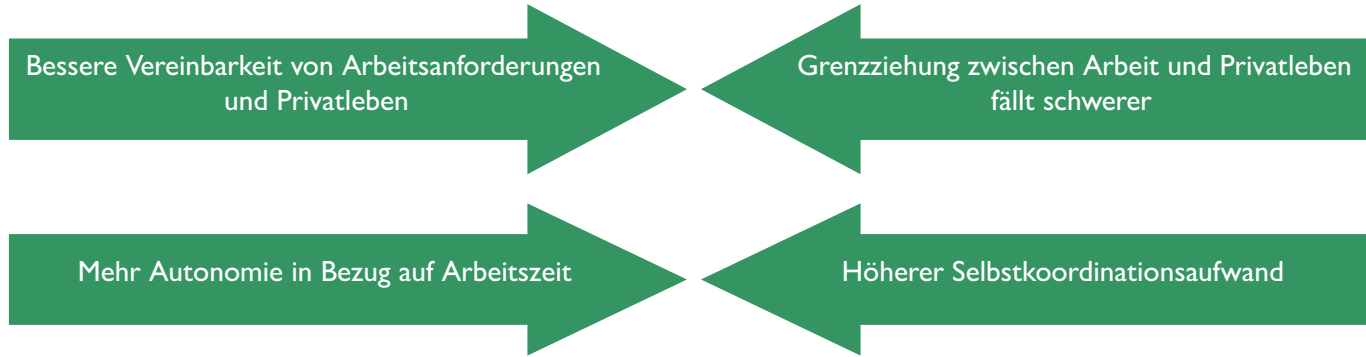 Bessere Vereinbarkeit von Arbeitsanforderungen
und Privatleben
Grenzziehung zwischen Arbeit und Privatleben
fällt schwerer
Mehr Autonomie in Bezug auf Arbeitszeit
Höherer Selbstkoordinationsaufwand